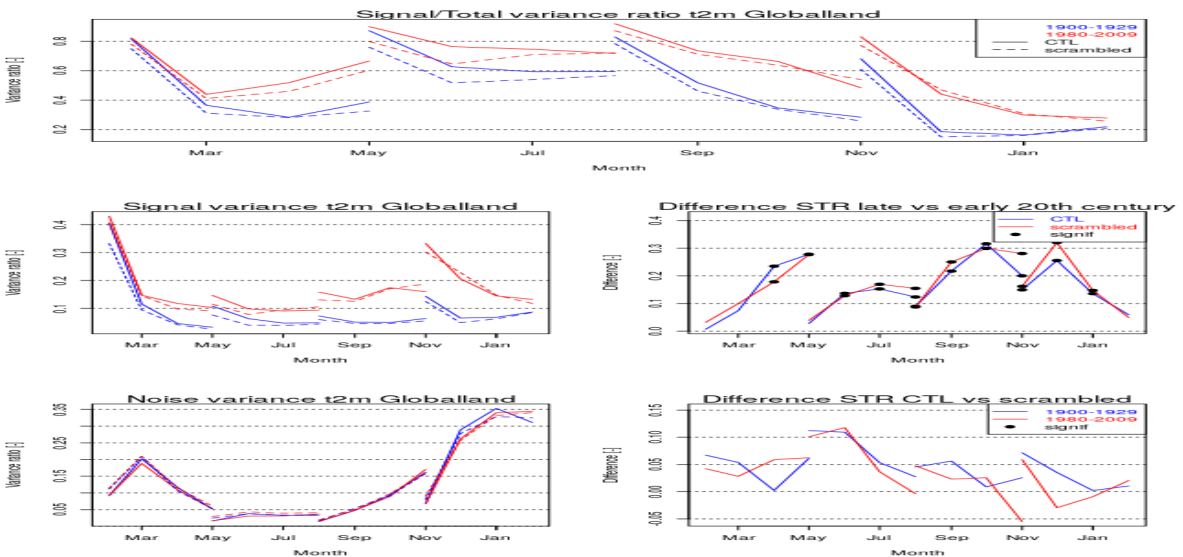 Signal/Total variance ratio t2m Globalland
Variance ratio [-]
0.2 0.4 0.6 0.8
1900-1929
1980-2009
CTL
scrambled
Mar May Jul Sep Nov Jan
Month
Signal variance t2m Globalland
Variance ratio [-]
0.1 0.2 0.3 0.4
Mar May Jul Sep Nov Jan
Month
Difference STR late vs early 20th century
Difference [-]
0.0 0.1 0.2 0.3 0.4
CTL
scrambled
signif
Mar May Jul Sep Nov Jan
Month
Noise variance t2m Globalland
Variance ratio [-]
0.05 0.15 0.25 0.35
Mar May Jul Sep Nov Jan
Month
Difference STR CTL vs scrambled
Difference [-]
-0.05 0.00 0.05 0.10 0.15
1900-1929
1980-2009
signif
Mar May Jul Sep Nov Jan
Month